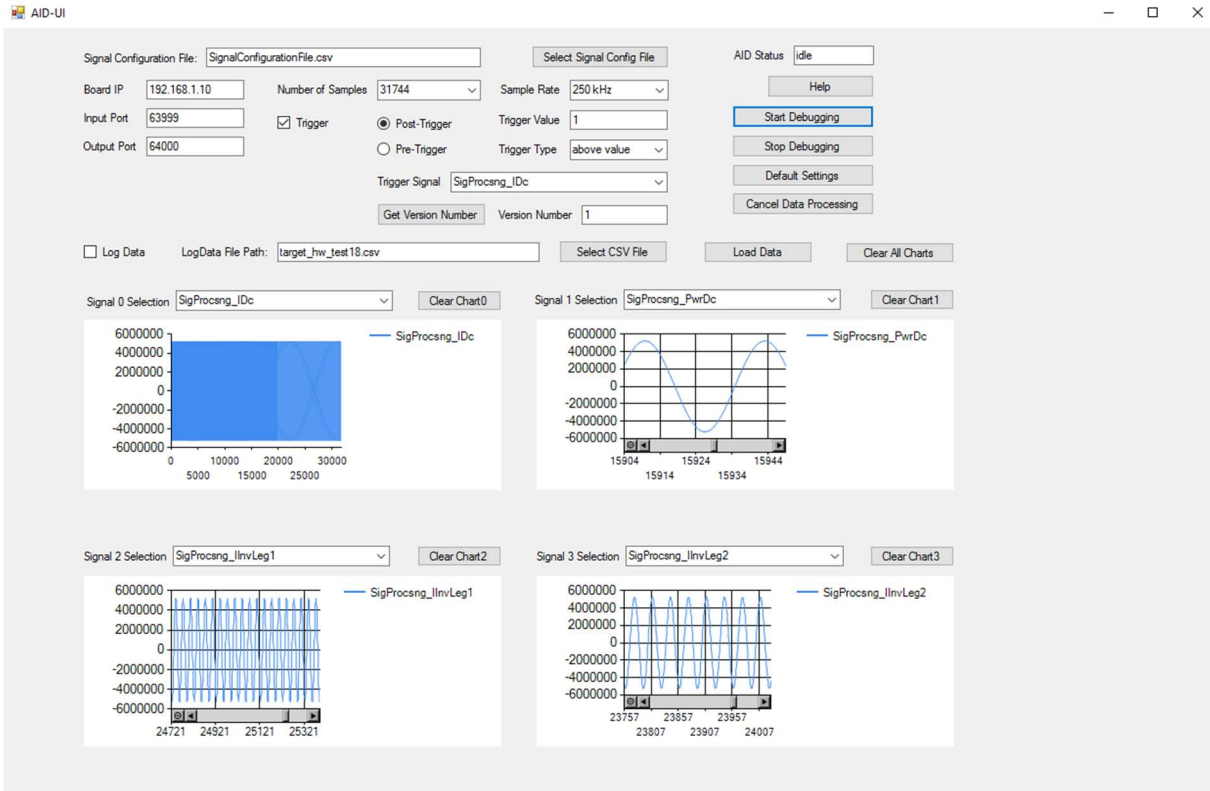 AID-UI
Signal Configuration File: SignalConfigurationFile.csv Select Signal Config File AID Status idle
Board IP 192.168.1.10 Number of Samples 31744 Sample Rate 250 kHz Help
Input Port 63999 Trigger Post-Trigger Trigger Value 1 Start Debugging
Output Port 64000 Pre-Trigger Trigger Type above value Stop Debugging
Trigger Signal SigProcsng_IDc Default Settings
Get Version Number Version Number 1 Cancel Data Processing
Log Data LogData File Path: target_hw_test18.csv Select CSV File Load Data Clear All Charts
Signal 0 Selection SigProcsng_IDc Clear Chart0 Signal 1 Selection SigProcsng_PwrDc Clear Chart1
6000000
4000000
2000000
0
-2000000
-4000000
-6000000
0 10000 20000 30000
5000 15000 25000
SigProcsng_IDc
6000000
4000000
2000000
0
-2000000
-4000000
-6000000
15904 15924 15944
15914 15934
SigProcsng_PwrDc
Signal 2 Selection SigProcsng_IInvLeg1 Clear Chart2 Signal 3 Selection SigProcsng_IInvLeg2 Clear Chart3
6000000
4000000
2000000
0
-2000000
-4000000
-6000000
24721 24921 25121 25321
SigProcsng_IInvLeg1
6000000
4000000
2000000
0
-2000000
-4000000
-6000000
23757 23857 23957
23807 23907 24007
SigProcsng_IInvLeg2